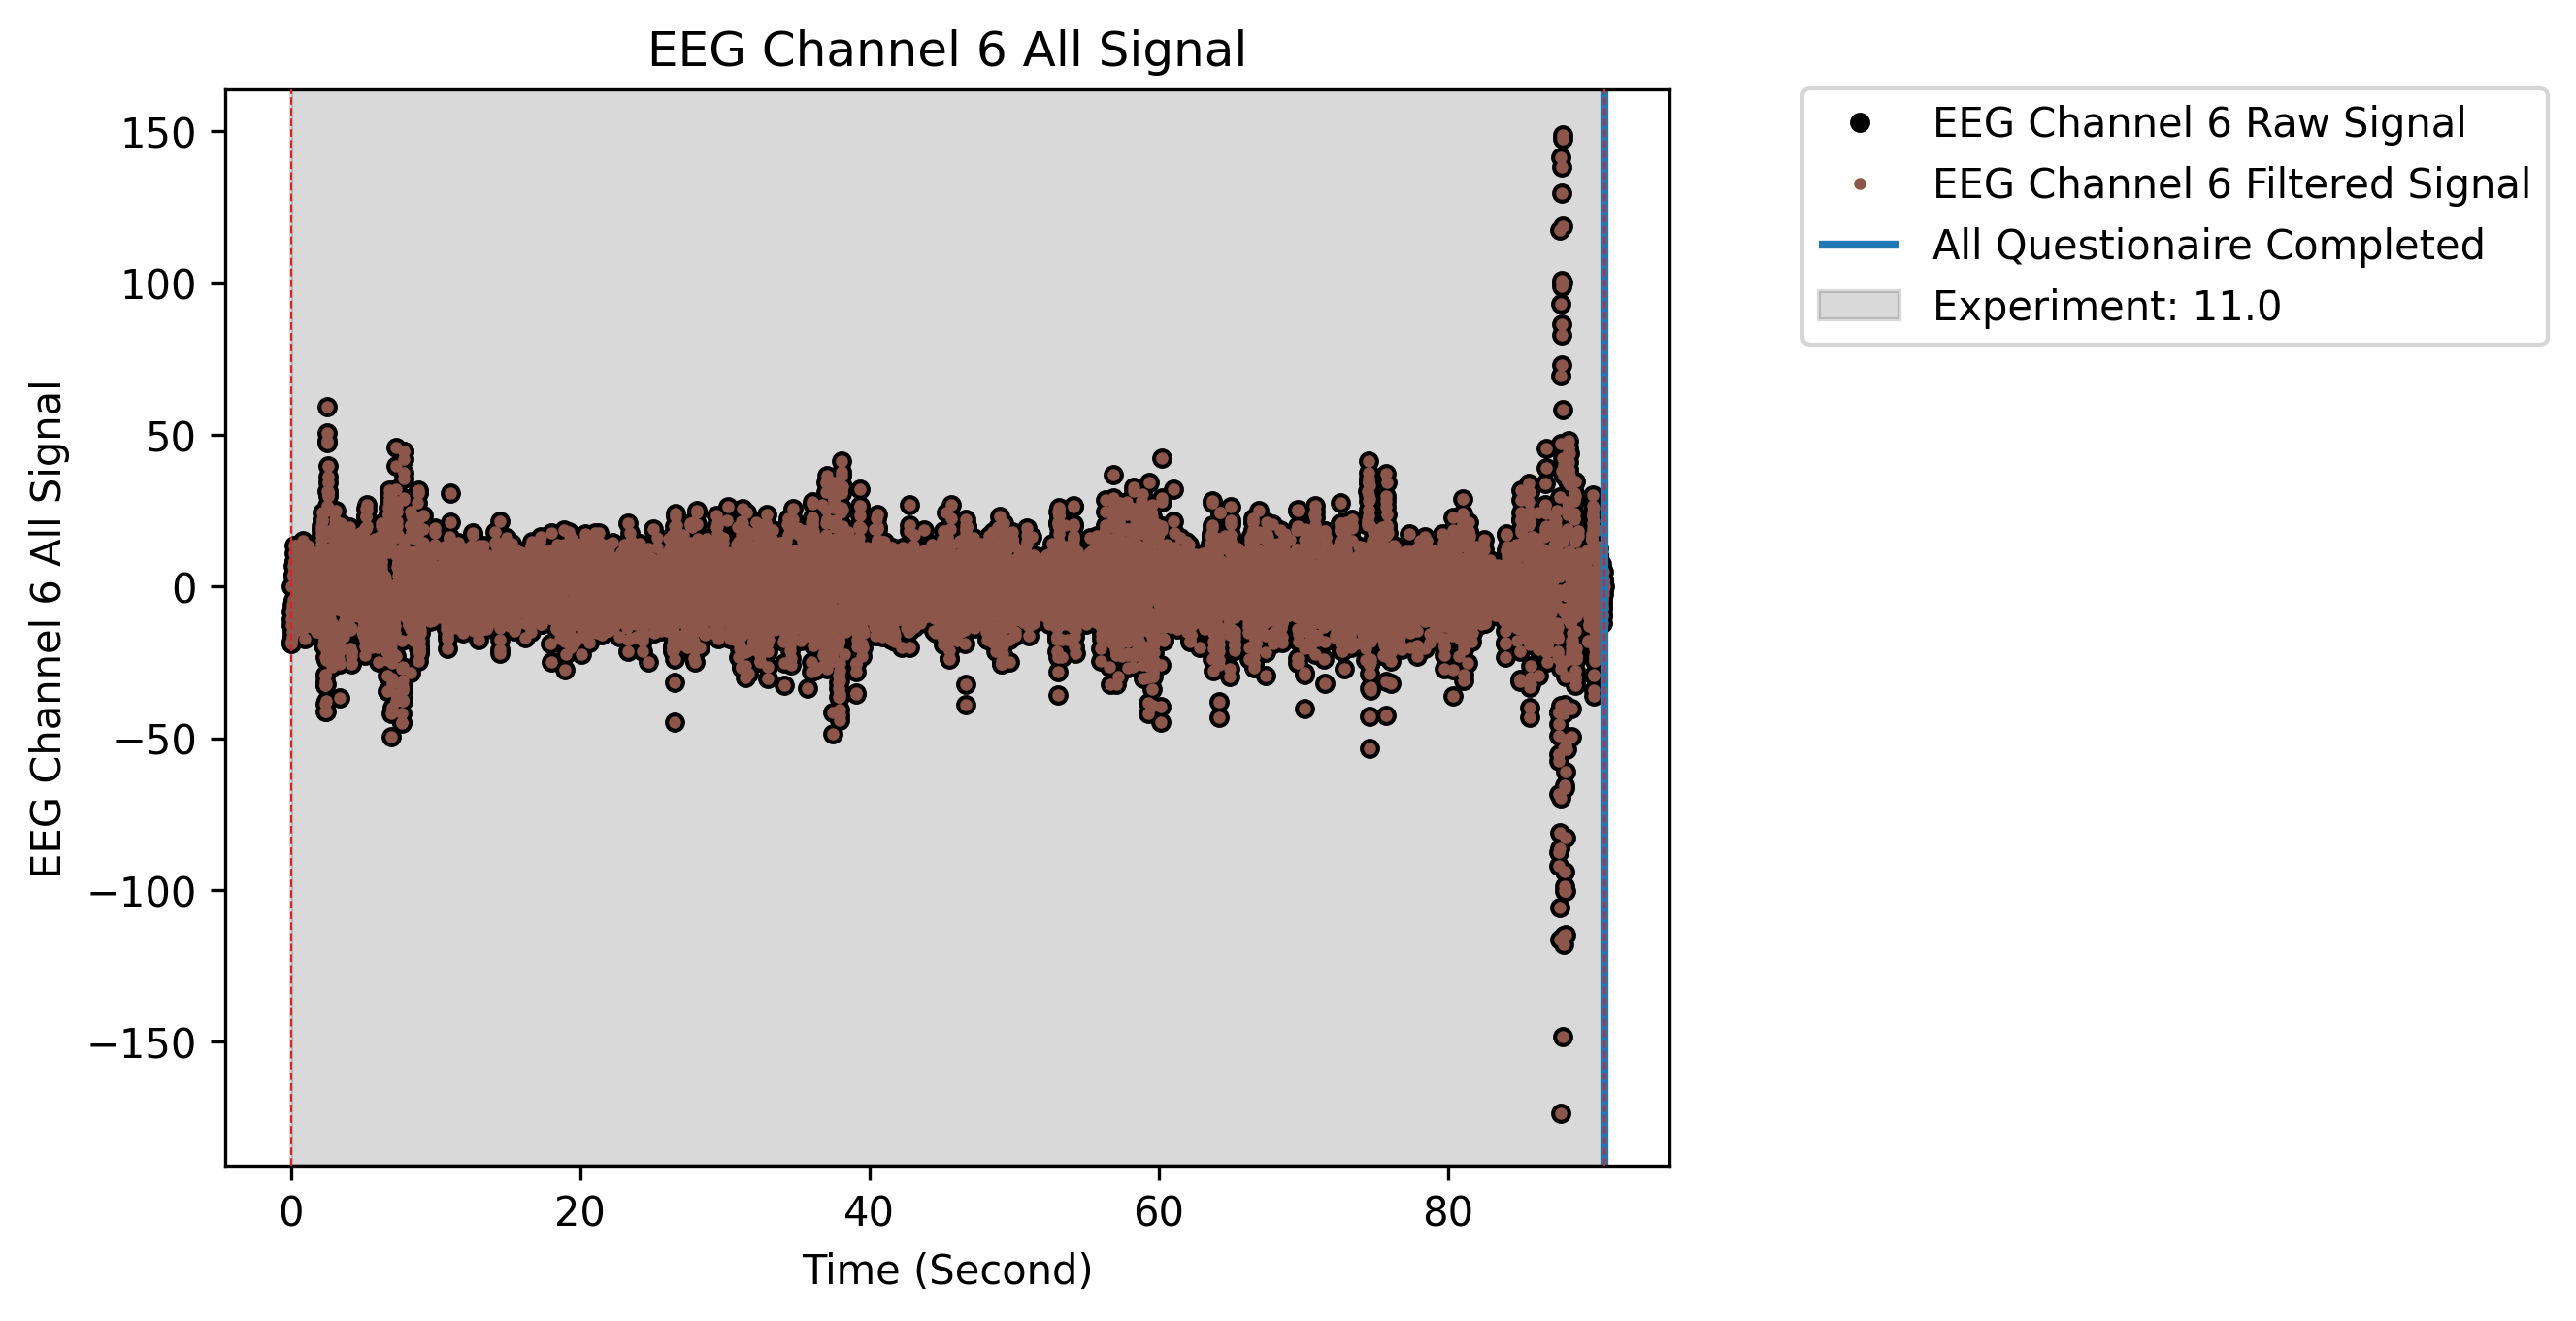 EEG Channel 6 All Signal
EEG Channel 6 All Signal
150
100
50
0
−50
−100
−150
0 20 40 60 80
Time (Second)
EEG Channel 6 Raw Signal
EEG Channel 6 Filtered Signal
All Questionaire Completed
Experiment: 11.0